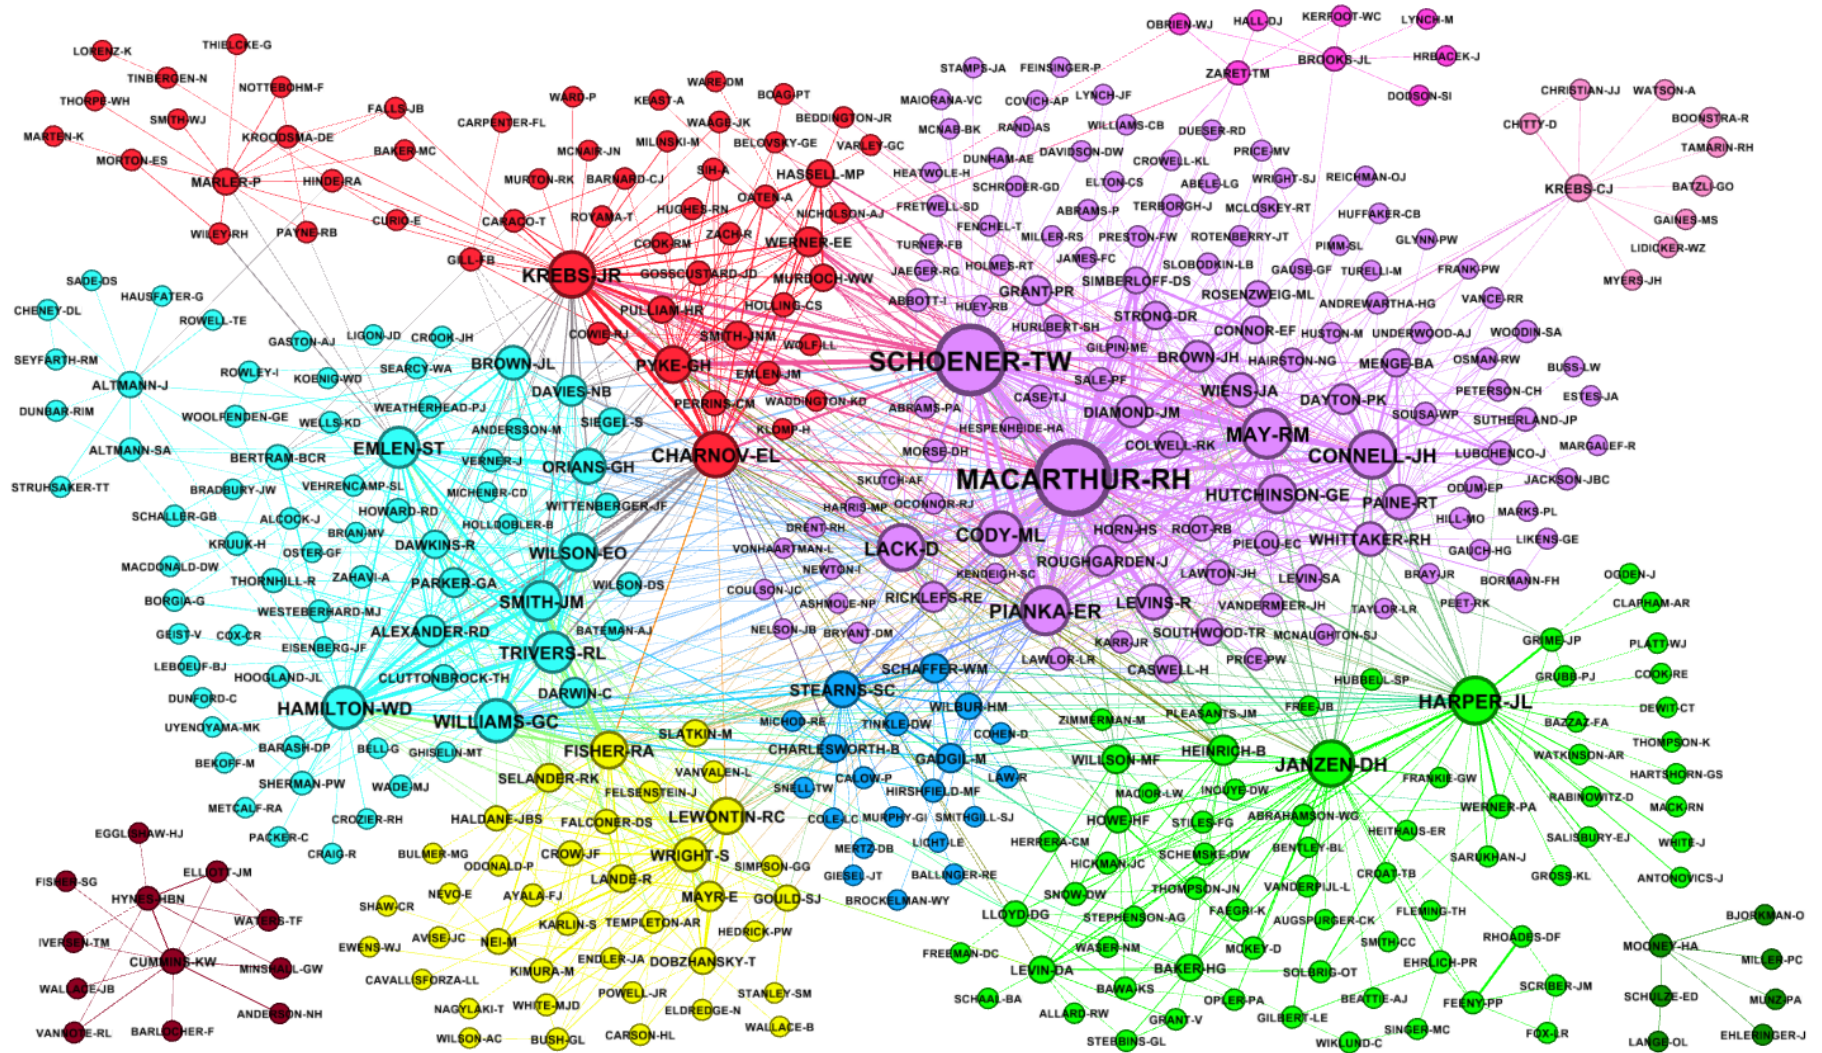 LORENZ-K
THIELCKE-G
TINBERGEN-N
NOTTEBOHM-F
THORPE-WH
SMITH-WJ
FALLS-JB
MARTEN-K
KROODSMA-DE
MORTON-ES
BAKER-MC
MARLER-P
HINDE-RA
CURIO-E
WILEY-RH
PAYNE-RB
GILL-FB
WARD-P
CARPENTER-FL
KEAST-A
WARE-DM
BOAG-PT
WAAGE-JK
BEDDINGTON-JR
MCNAIR-JN
MILINSKI-M
BELOVSKY-GE
VARLEY-GC
MURTON-RK
BARNARD-CJ
SIH-A
HASSELL-MP
OATEN-A
CARACO-T
ROYAMA-T
HUGHES-RN
NICHOLSON-AJ
COOK-RM
ZACH-R
WERNER-EE
KREBS-JR
GOSSCUSTARD-JD
MURDOCH-WW
PULLIAM-HR
HOLLING-CS
COWIE-RJ
SMITH-JNM
WOLF-LL
PYKE-GH
EMLEN-JM
PERRINS-CM
WADDINGTON-KD
KLOMP-H
CHARNOV-EL
OBRIEN-WJ
HALL-DJ
KERFOOT-WC
LYNCH-M
ZARET-TM
BROOKS-JL
HRBACEK-J
DODSON-SI
CHRISTIAN-JJ
WATSON-A
CHITTY-D
BOONSTRA-R
TAMARIN-RH
KREBS-CJ
BATZLI-GO
GAINES-MS
LIDICKER-WZ
MYERS-JH
STAMPS-JA
FEINSINGER-P
MAIORANA-VC
COVICH-AP
LYNCH-JF
MCNAB-BK
RAND-AS
WILLIAMS-CB
DUESER-RD
DUNHAM-AE
DAVIDSON-DW
CROWELL-KL
PRICE-MV
HEATWOLE-H
SCHRODER-GD
ELTON-CS
ABELE-LG
WRIGHT-SJ
REICHMAN-OJ
FRETWELL-SD
ABRAMS-P
TERBORGH-J
MCLOSKEY-RT
HUFFAKER-CB
FENCHEL-T
MILLER-RS
PRESTON-FW
ROTENBERRY-JT
PIMM-SL
GLYNN-PW
TURNER-FB
JAEGER-RG
HOLMES-RT
JAMES-FC
SLOBODKIN-LB
GAUSE-GF
TURELLI-M
FRANK-PW
ABBOTT-I
HUEY-RB
GRANT-PR
SIMBERLOFF-DS
ROSENZWEIG-ML
ANDREWARTHA-HG
VANCE-RR
HURLBERT-SH
STRONG-DR
CONNOR-EF
HUSTON-M
UNDERWOOD-AJ
WOODIN-SA
SCHOENER-TW
GILPIN-ME
BROWN-JH
HAIRSTON-NG
MENGE-BA
OSMAN-RW
BUSS-LW
SALE-PF
WIENS-JA
DAYTON-PK
PETERSON-CH
ESTES-JA
ABRAMS-PA
CASE-TJ
DIAMOND-JM
SOUSA-WP
SUTHERLAND-JP
HESPENHEIDE-HA
COLWELL-RK
MAY-RM
CONNELL-JH
LUBCHENCO-J
MARGALEF-R
MORSE-DH
MACARTHUR-RH
SKUTCH-AF
HUTCHINSON-GE
PAINE-RT
ODUM-EP
JACKSON-JBC
HARRIS-MP
OCONNOR-RJ
HILL-MO
MARKS-PL
DRENT-RH
CODY-ML
HORN-HS
ROOT-RB
PIELOU-EC
WHITTAKER-RH
LIKENS-GE
VONHAARTMAN-L
LACK-D
ROUGHGARDEN-J
GAUCH-HG
NEWTON-I
KENDEIGH-SC
LAWTON-JH
LEVIN-SA
BRAY-JR
BORMANN-FH
COULSON-JC
ASHMOLE-NP
RICKLEFS-RE
PIANKA-ER
LEVINS-R
VANDERMEER-JH
TAYLOR-LR
PEET-RK
NELSON-JB
BRYANT-DM
KARR-JR
SOUTHWOOD-TR
MCNAUGHTON-SJ
LAWLOR-LR
CASWELL-H
PRICE-PW
SADE-DS
CHENEY-DL
HAUSFATER-G
ROWELL-TE
SEYFARTH-RM
ALTMANN-J
DUNBAR-RIM
ALTMANN-SA
STRUHSAKER-TT
GASTON-AJ
LIGON-JD
CROOK-JH
BROWN-JL
ROWLEY-I
KOENIG-WD
SEARCY-WA
DAVIES-NB
WOOLFENDEN-GE
WELLS-KD
WEATHERHEAD-PJ
ANDERSSON-M
SIEGEL-S
EMLEN-ST
BERTRAM-BCR
VERNER-J
ORIANS-GH
BRADBURY-JW
VEHRENCAMP-SL
MICHENER-CD
WITTENBERGER-JF
SCHALLER-GB
ALCOCK-J
HOWARD-RD
HOLLDOBLER-B
BRIAN-MV
KRUUK-H
OSTER-GF
DAWKINS-R
WILSON-EO
MACDONALD-DW
THORNHILL-R
ZAHAVI-A
PARKER-GA
WILSON-DS
BORGIA-G
WESTEBERHARD-MJ
SMITH-JM
GEIST-V
COX-CR
ALEXANDER-RD
BATEMAN-AJ
EISENBERG-JF
TRIVERS-RL
LEBOEUF-BJ
HOOGLAND-JL
CLUTTONBROCK-TH
DARWIN-C
DUNFORD-C
HAMILTON-WD
WILLIAMS-GC
UYENOYAMA-MK
BARASH-DP
BELL-G
GHISELIN-MT
BEKOFF-M
SHERMAN-PW
WADE-MJ
METCALF-RA
CROZIER-RH
PACKER-C
CRAIG-R
SCHAFFER-WM
STEARNS-SC
WILBUR-HM
MICHOD-RE
TINKLE-DW
COHEN-D
CHARLESWORTH-B
GADGIL-M
CALOW-P
LAW-R
SNELL-TW
HIRSHFIELD-MF
COLE-LC
MURPHY-GI
SMITHGILL-SJ
MERTZ-DB
LICHT-LE
GIESEL-JT
BALLINGER-RE
BROCKELMAN-WY
SLATKIN-M
FISHER-RA
SELANDER-RK
VANVALEN-L
FELSENSTEIN-J
HALDANE-JBS
FALCONER-DS
LEWONTIN-RC
BULMER-MG
CROW-JF
WRIGHT-S
ODONALD-P
SIMPSON-GG
LANDE-R
NEVO-E
AYALA-FJ
MAYR-E
GOULD-SJ
SHAW-CR
KARLIN-S
TEMPLETON-AR
HEDRICK-PW
EWENS-WJ
AVISE-JC
NEI-M
ENDLER-JA
DOBZHANSKY-T
CAVALLISFORZA-LL
KIMURA-M
POWELL-JR
STANLEY-SM
NAGYLAKI-T
WHITE-MJD
ELDREDGE-N
WALLACE-B
WILSON-AC
BUSH-GL
CARSON-HL
EGGLISHAW-HJ
FISHER-SG
ELLIOTT-JM
HYNES-HBN
WATERS-TF
IVERSEN-TM
CUMMINS-KW
MINSHALL-GW
WALLACE-JB
ANDERSON-NH
VANNOTE-RL
BARLOCHER-F
OGDEN-J
CLAPHAM-AR
GRIME-JP
PLATT-WJ
HUBBELL-SP
GRUBB-PJ
COOK-RE
HARPER-JL
DEWIT-CT
ZIMMERMAN-M
PLEASANTS-JM
FREE-JB
BAZZAZ-FA
THOMPSON-K
WILLSON-MF
HEINRICH-B
JANZEN-DH
WATKINSON-AR
FRANKIE-GW
HARTSHORN-GS
MACIOR-LW
INOUYE-DW
WERNER-PA
RABINOWITZ-D
MACK-RN
HOWE-HF
STILES-FG
ABRAHAMSON-WG
HEITHAUS-ER
SALISBURY-EJ
WHITE-J
HERRERA-CM
HICKMAN-JC
SCHEMSKE-DW
BENTLEY-BL
SARUKHAN-J
CROAT-TB
GROSS-KL
ANTONOVICS-J
SNOW-DW
THOMPSON-JN
VANDERPIJL-L
LLOYD-DG
STEPHENSON-AG
FAEGRI-K
AUGSPURGER-CK
FLEMING-TH
FREEMAN-DC
WASER-NM
MCKEY-D
SMITH-CC
RHOADES-DF
LEVIN-DA
BAKER-HG
SOLBRIG-OT
EHRLICH-PR
SCHAAL-BA
BAWA-KS
OPLER-PA
BEATTIE-AJ
FEENY-PP
SCRIBER-JM
ALLARD-RW
GRANT-V
GILBERT-LE
SINGER-MC
FOX-LR
STEBBINS-GL
WIKLUND-C
BJORKMAN-O
MOONEY-HA
MILLER-PC
SCHULZE-ED
MUNZ-PA
LANGE-OL
EHLERINGER-J